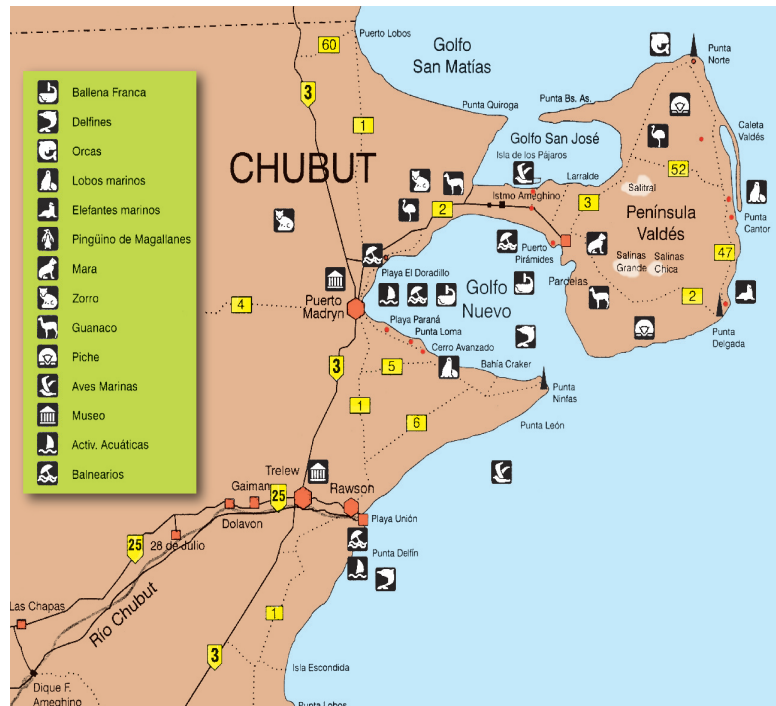 Ballena Franca
Delfines
Orcas
Lobos marinos
Elefantes marinos
Pingüino de Magallanes
Mara
Zorro
Guanaco
Piche
Aves Marinas
Museo
Activ. Acuáticas
Balnearios
Puerto Lobos
60
3
1
Golfo
San Matías
Punta
Norte
Punta Quiroga
Punta Bs. As.
Caleta
Valdés
Golfo San José
Isla de los Pájaros
CHUBUT
Larralde
52
Salitral
Istmo Ameghino
2
3
Península
Valdés
Punta
Cantor
Puerto
Pirámides
47
Salinas
Grande
Salinas
Chica
Playa El Doradillo
Golfo
Nuevo
Pardelas
2
4
Puerto
Madryn
Playa Paraná
Punta Loma
Cerro Avanzado
Punta
Delgada
Bahía Craker
3
5
1
Punta
Ninfas
6
Punta León
Trelew
Gaiman
25
Rawson
Dolavon
Playa Unión
25
28 de Julio
Punta Delfín
Las Chapas
Río Chubut
1
3
Isla Escondida
Dique F.
Ameghino
Punta Lobos